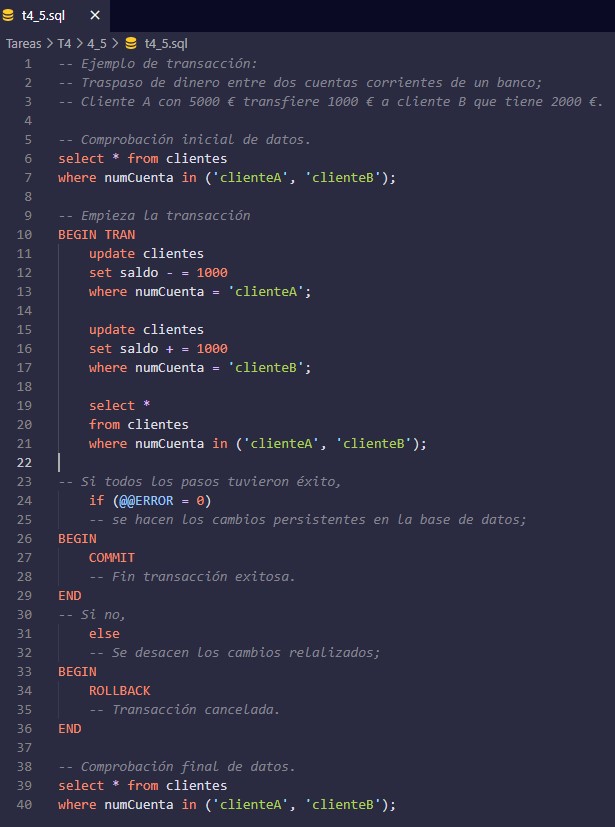 t4_5.sql ×
Tareas > T4 > 4_5 > t4_5.sql
1 -- Ejemplo de transacción:
2 -- Traspaso de dinero entre dos cuentas corrientes de un banco;
3 -- Cliente A con 5000 € transfiere 1000 € a cliente B que tiene 2000 €.
4
5 -- Comprobación inicial de datos.
6 select * from clientes
7 where numCuenta in ('clienteA', 'clienteB');
8
9 -- Empieza la transacción
10 BEGIN TRAN
11 update clientes
12 set saldo - = 1000
13 where numCuenta = 'clienteA';
14
15 update clientes
16 set saldo + = 1000
17 where numCuenta = 'clienteB';
18
19 select *
20 from clientes
21 where numCuenta in ('clienteA', 'clienteB');
22
23 -- Si todos los pasos tuvieron éxito,
24 if (@@ERROR = 0)
25 -- se hacen los cambios persistentes en la base de datos;
26 BEGIN
27 COMMIT
28 -- Fin transacción exitosa.
29 END
30 -- Si no,
31 else
32 -- Se desacen los cambios relalizados;
33 BEGIN
34 ROLLBACK
35 -- Transacción cancelada.
36 END
37
38 -- Comprobación final de datos.
39 select * from clientes
40 where numCuenta in ('clienteA', 'clienteB');